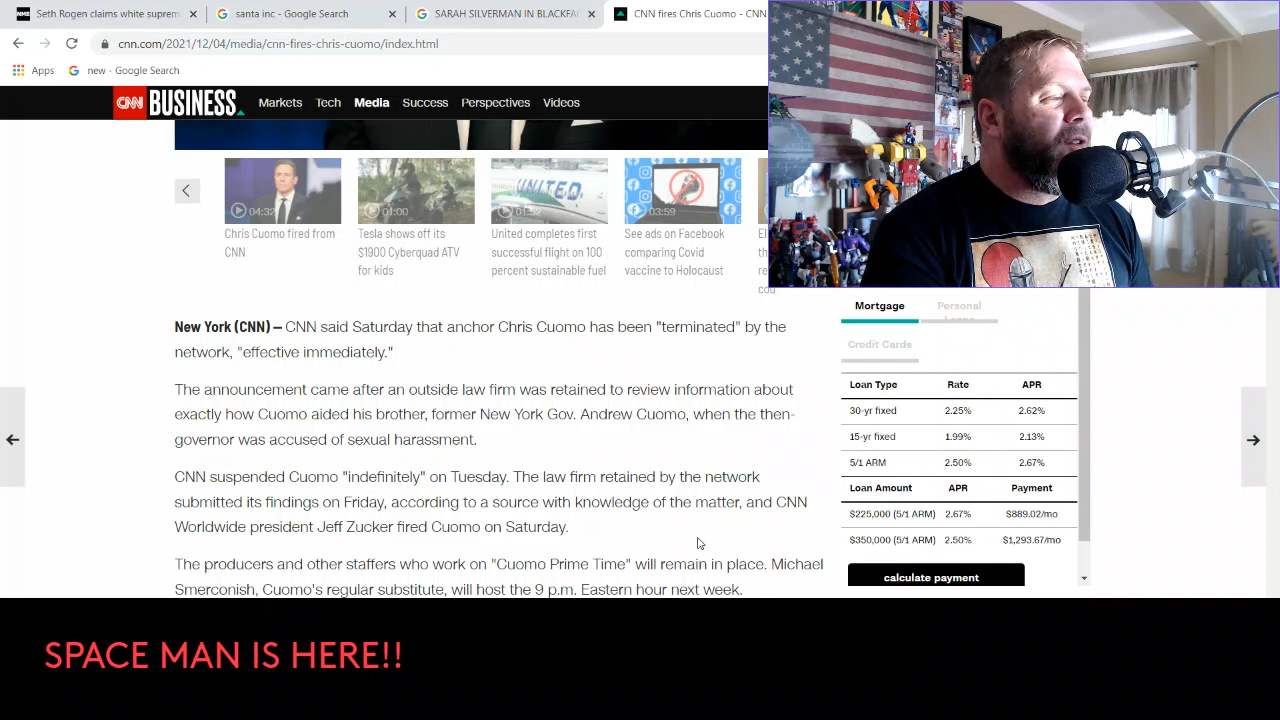 Seth Rogen claims white suprem
santa inc - Google Search
SARAH SILVERMAN IN BLACKFA
CNN fires Chris Cuomo - CNN
cnn.com/2021/12/04/media/cnn-fires-chris-cuomo/index.html
Apps
new - Google Search
CNN BUSINESS
Markets Tech Media Success Perspectives Videos
04:32
01:00
UNITED
03:59
Chris Cuomo fired from
CNN
Tesla shows off its
$1900 Cyberquad ATV
for kids
United completes first
successful flight on 100
percent sustainable fuel
See ads on Facebook
comparing Covid
vaccine to Holocaust
New York (CNN) — CNN said Saturday that anchor Chris Cuomo has been "terminated" by the
network, "effective immediately."
The announcement came after an outside law firm was retained to review information about
exactly how Cuomo aided his brother, former New York Gov. Andrew Cuomo, when the then-
governor was accused of sexual harassment.
CNN suspended Cuomo "indefinitely" on Tuesday. The law firm retained by the network
submitted its findings on Friday, according to a source with knowledge of the matter, and CNN
Worldwide president Jeff Zucker fired Cuomo on Saturday.
The producers and other staffers who work on "Cuomo Prime Time" will remain in place. Michael
Smerconish, Cuomo's regular substitute, will host the 9 p.m. Eastern hour next week.
Mortgage
Personal
Loans
Credit Cards
Loan Type Rate APR
30-yr fixed 2.25% 2.62%
15-yr fixed 1.99% 2.13%
5/1 ARM 2.50% 2.67%
Loan Amount APR Payment
$225,000 (5/1 ARM) 2.67% $889.02/mo
$350,000 (5/1 ARM) 2.50% $1,293.67/mo
calculate payment
SPACE MAN IS HERE!!